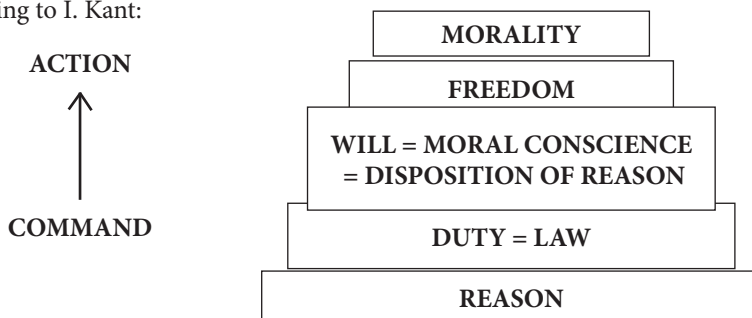 ing to I. Kant:
ACTION
COMMAND
MORALITY
FREEDOM
WILL = MORAL CONSCIENCE
= DISPOSITION OF REASON
DUTY = LAW
REASON